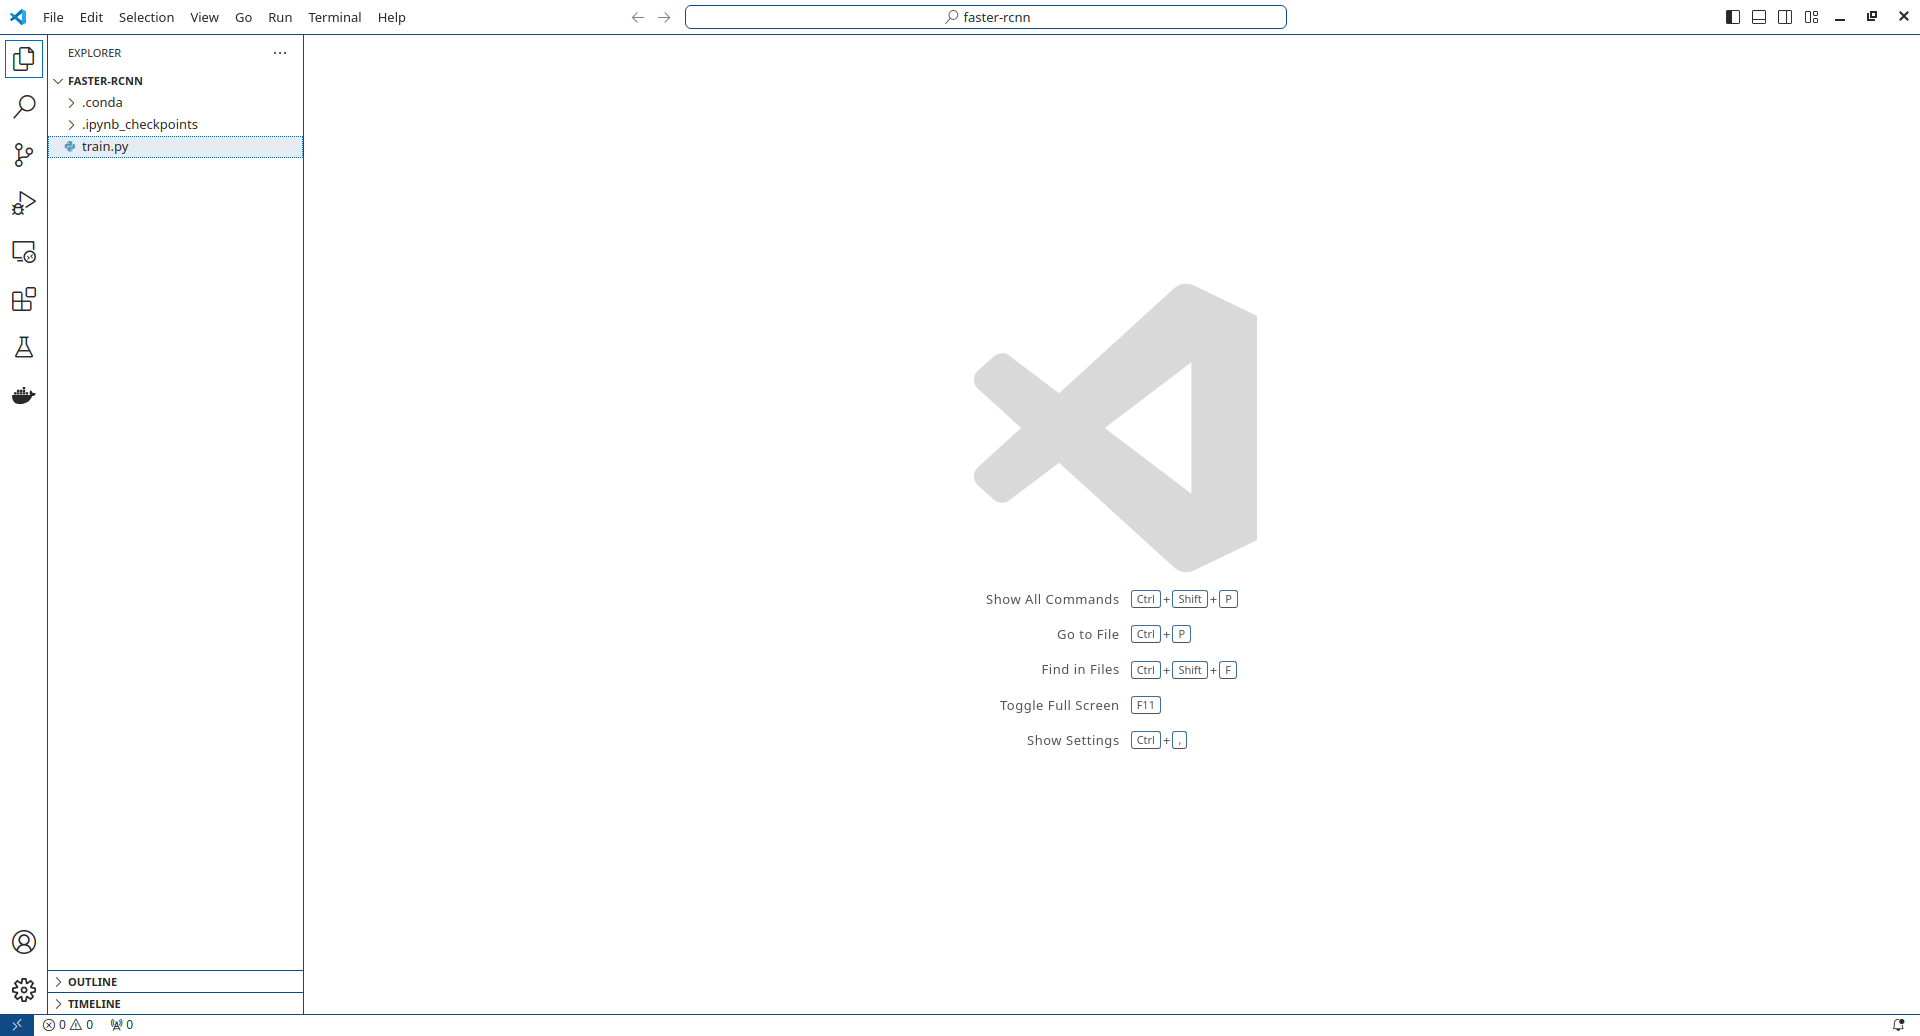 File Edit Selection View Go Run Terminal Help
faster-rcnn
EXPLORER
FASTER-RCNN
.conda
.ipynb_checkpoints
train.py
Show All Commands Ctrl + Shift + P
Go to File Ctrl + P
Find in Files Ctrl + Shift + F
Toggle Full Screen F11
Show Settings Ctrl + ,
OUTLINE
TIMELINE
0 0 0